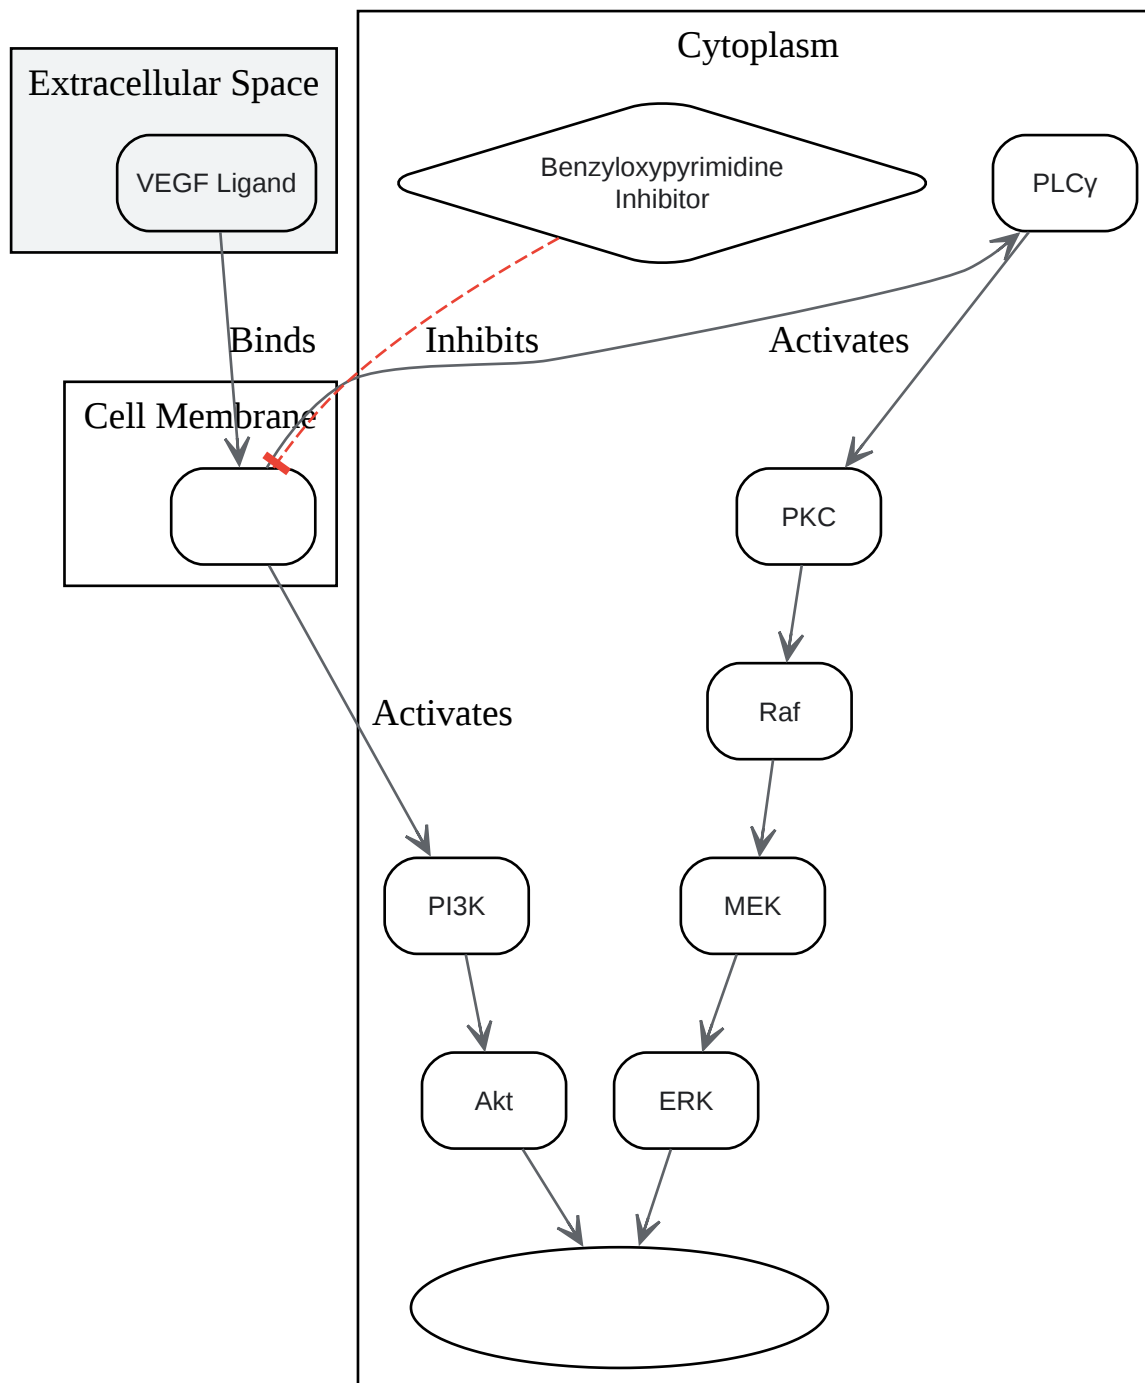 Cytoplasm
Extracellular Space
VEGF Ligand
Benzyloxypyrimidine
Inhibitor
PLCγ
Binds
Inhibits
Activates
Cell Membrane
PKC
Raf
Activates
PI3K
MEK
Akt
ERK